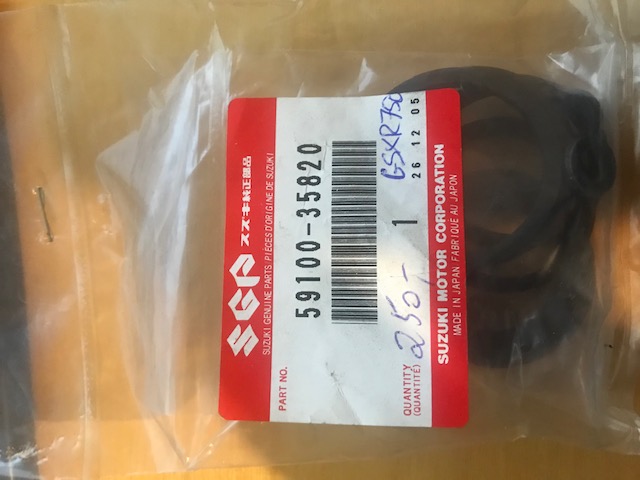 SGP
スズキ純正部品
SUZUKI GENUINE PARTS PIÈCES D'ORIGINE DE SUZUKI
PART NO.
59100-35820
QUANTITY
(QUANTITÉ)
1
250,-
GSXR750
26 12 05
SUZUKI MOTOR CORPORATION
MADE IN JAPAN FABRIQUÉ AU JAPON